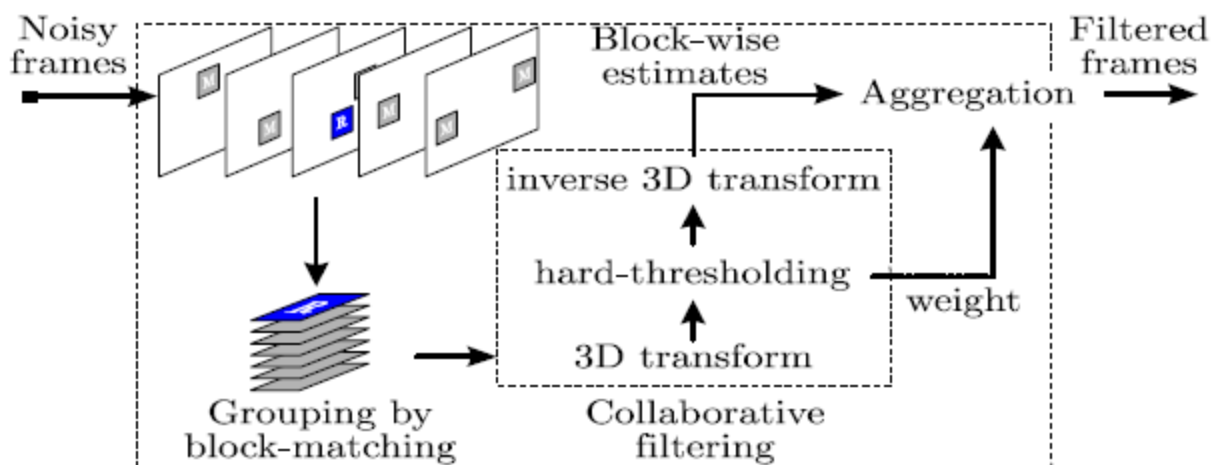 Noisy
frames
M
M
R
M
M
M
Block-wise
estimates
Aggregation
Filtered
frames
inverse 3D transform
hard-thresholding
weight
3D transform
Grouping by
block-matching
Collaborative
filtering